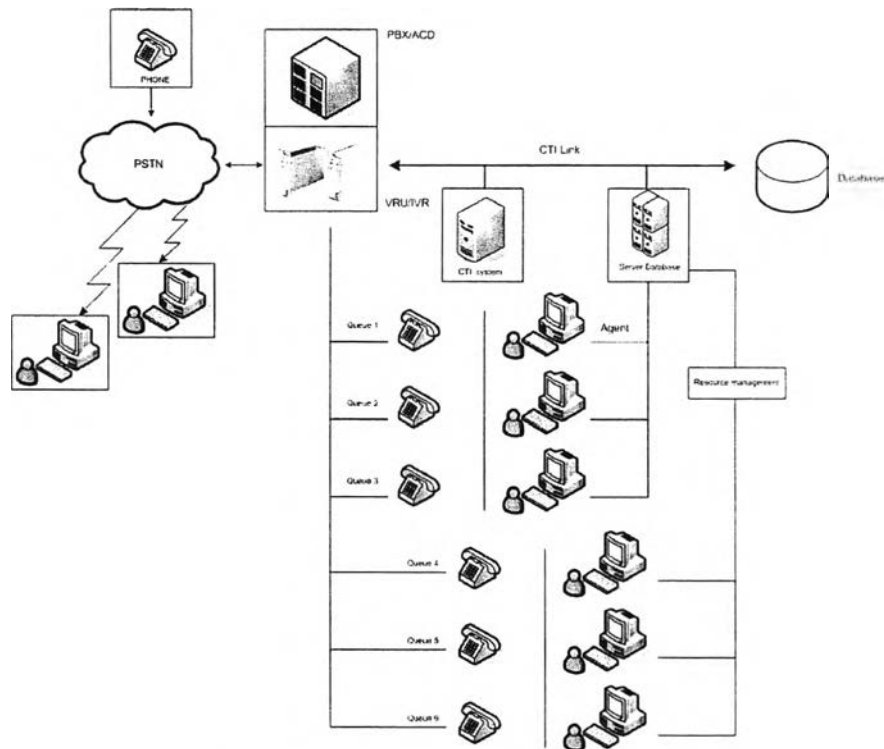 PBX/ACD
PHONE
PSTN
CTI Link
Database
VRU/IVR
CTI system
Server Database
Queue 1
Agent
Resource management
Queue 2
Queue 3
Queue 4
Queue 5
Queue 6